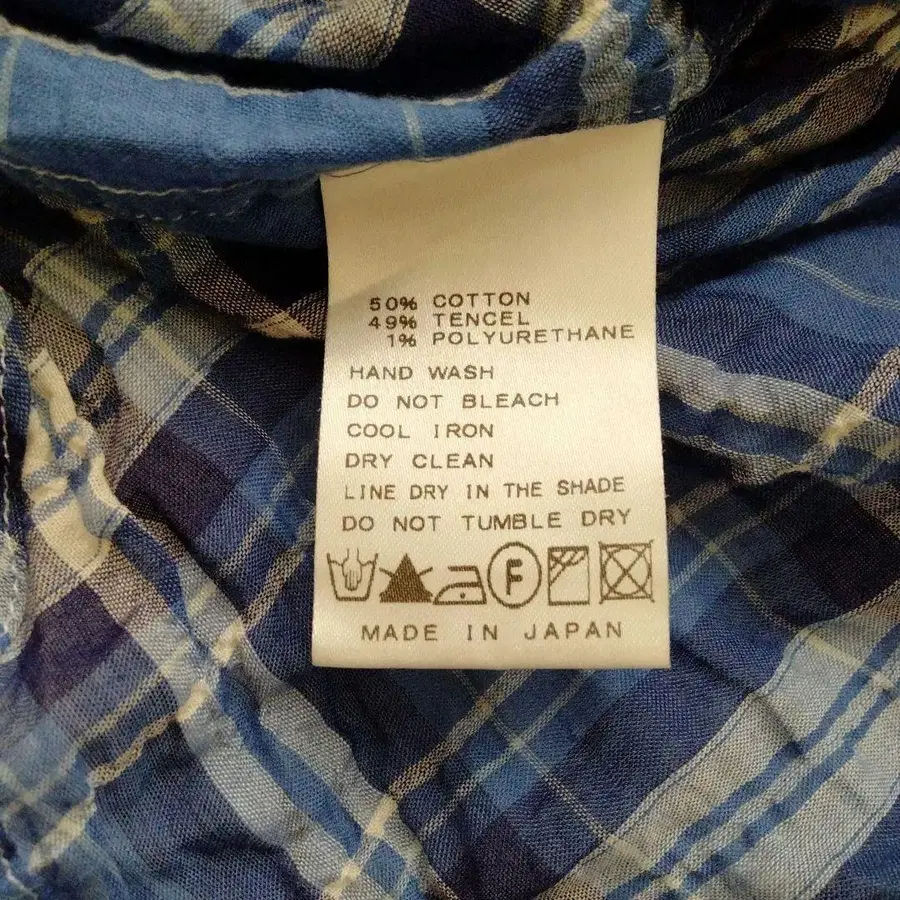 50% COTTON
49% TENCEL
1% POLYURETHANE
HAND WASH
DO NOT BLEACH
COOL IRON
DRY CLEAN
LINE DRY IN THE SHADE
DO NOT TUMBLE DRY
F
MADE IN JAPAN